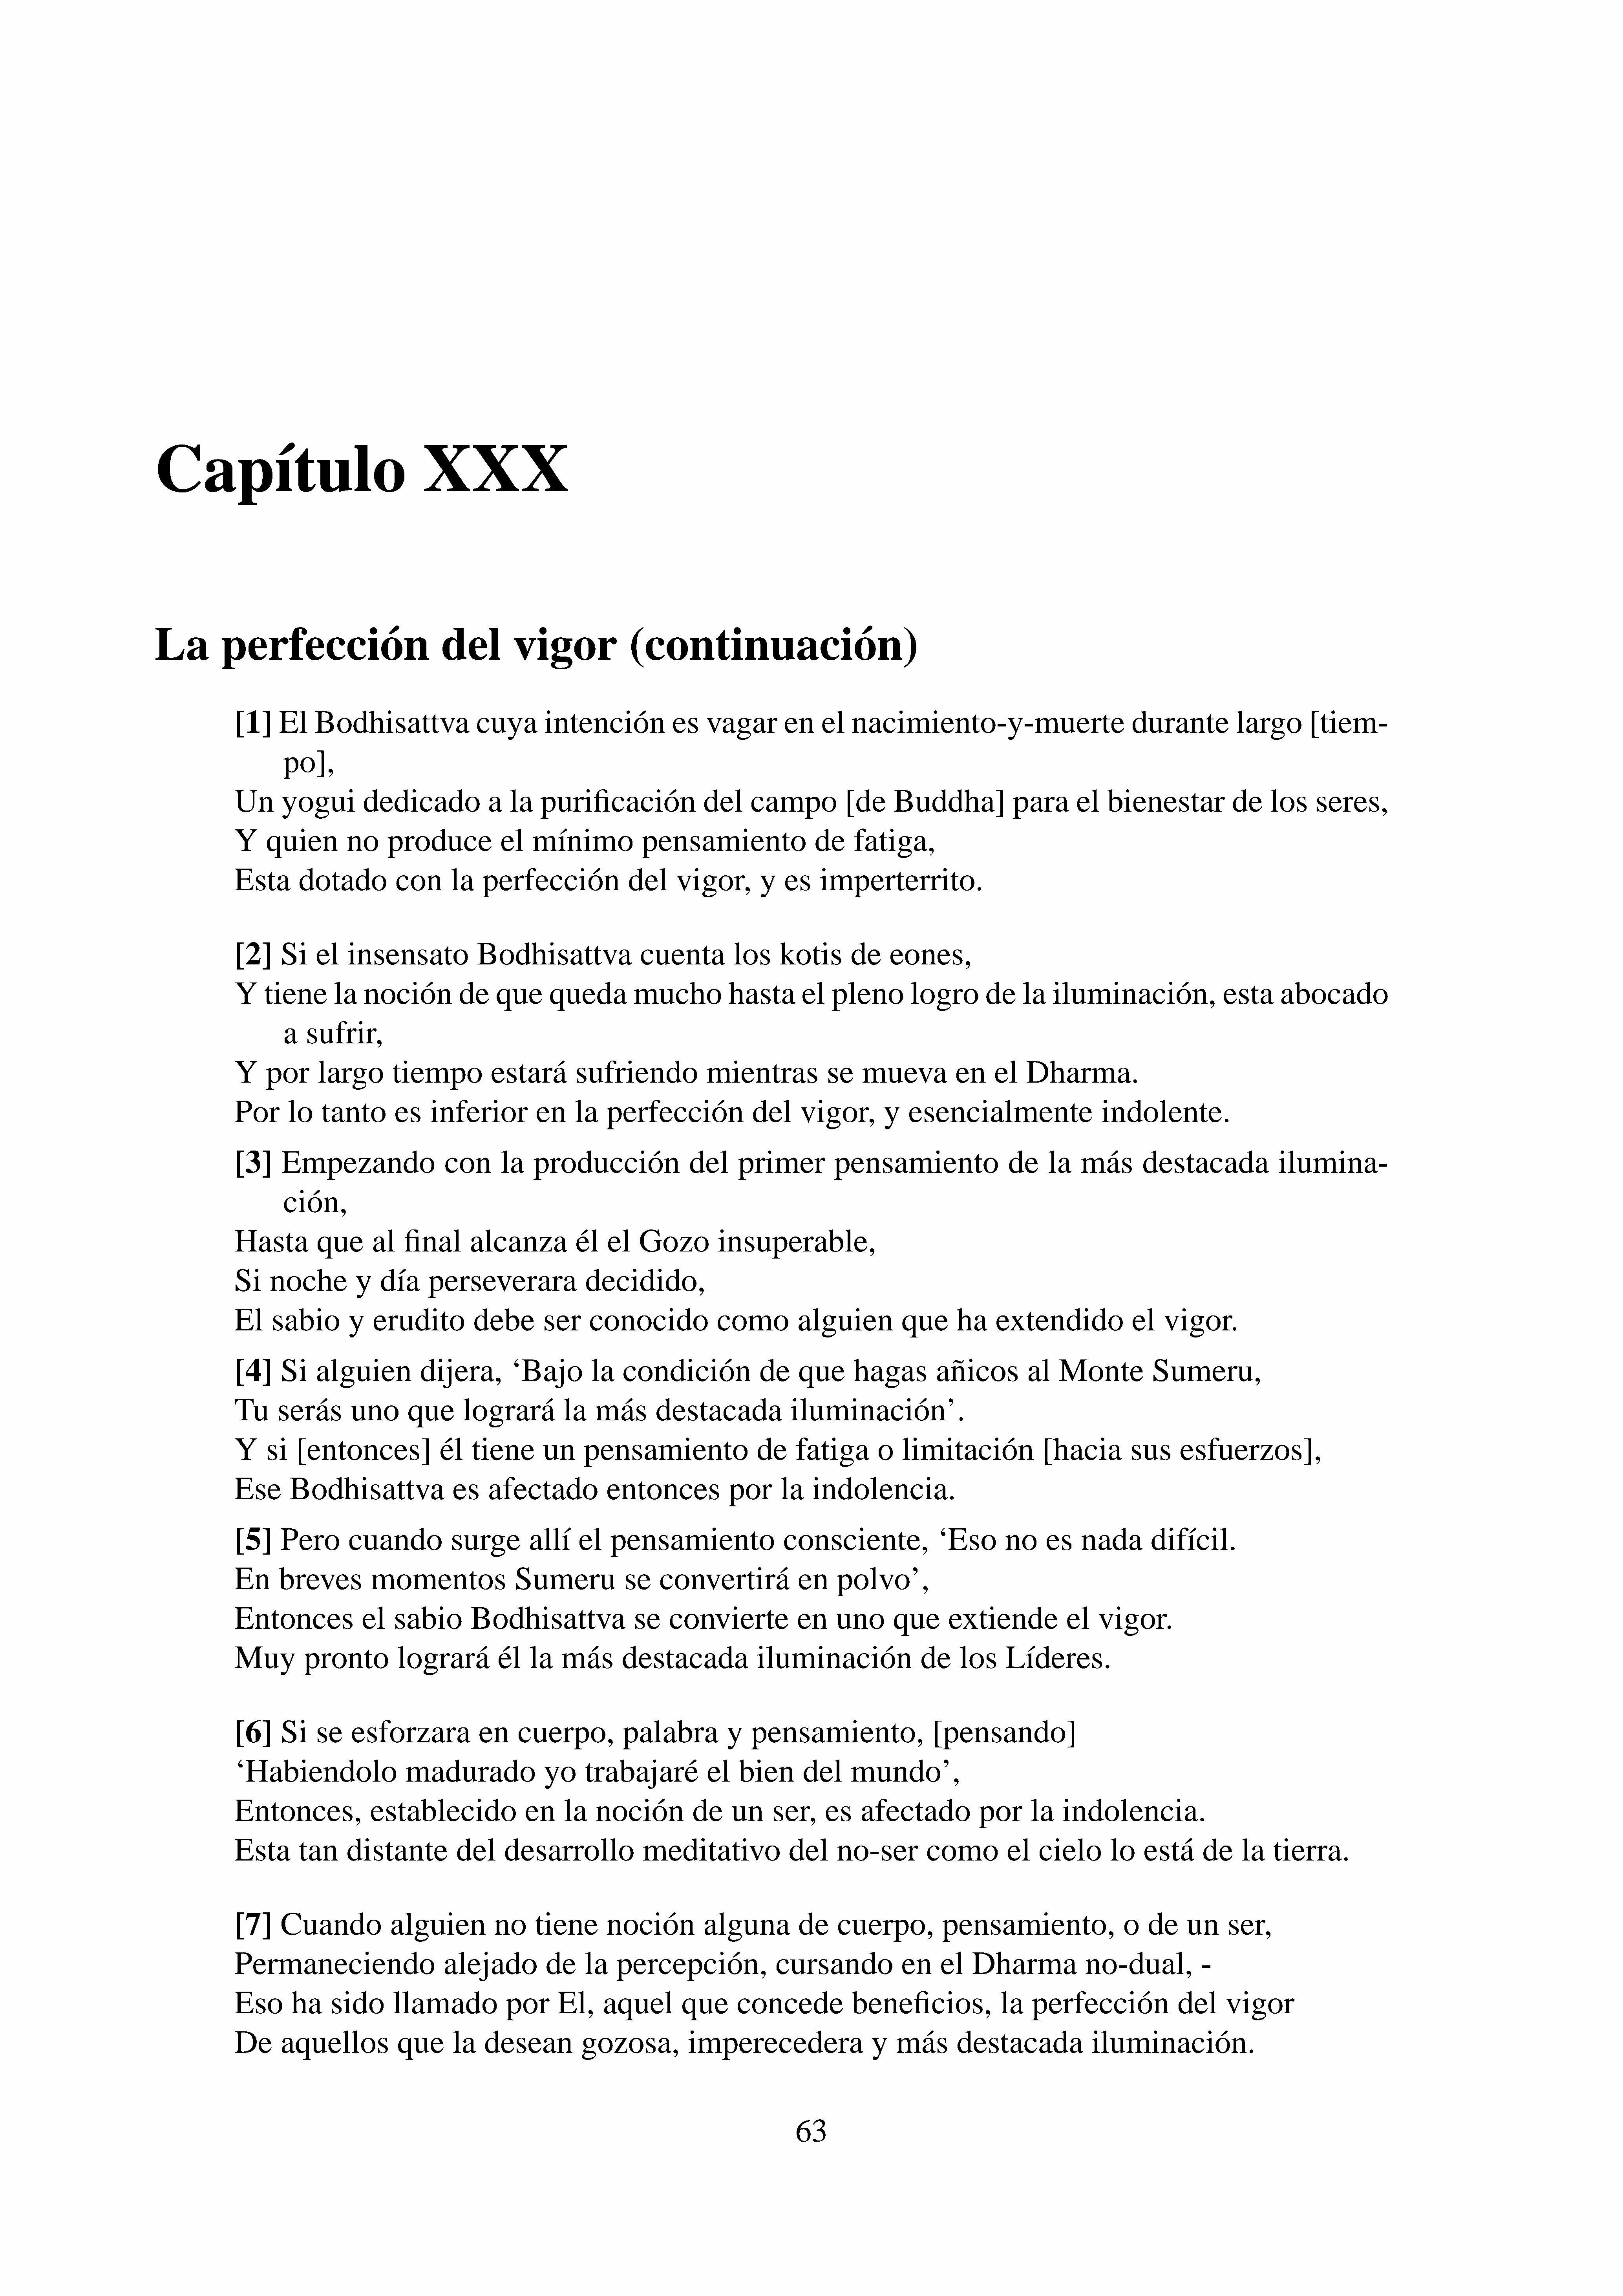 Capítulo XXX
La perfección del vigor (continuación)
[1] El Bodhisattva cuya intención es vagar en el nacimiento-y-muerte durante largo [tiem-
po],
Un yogui dedicado a la purificación del campo [de Buddha] para el bienestar de los seres,
Y quien no produce el mínimo pensamiento de fatiga,
Esta dotado con la perfección del vigor, y es imperterrito.
[2] Si el insensato Bodhisattva cuenta los kotis de eones,
Y tiene la noción de que queda mucho hasta el pleno logro de la iluminación, esta abocado
a sufrir,
Y por largo tiempo estará sufriendo mientras se mueva en el Dharma.
Por lo tanto es inferior en la perfección del vigor, y esencialmente indolente.
[3] Empezando con la producción del primer pensamiento de la más destacada ilumina-
ción,
Hasta que al final alcanza él el Gozo insuperable,
Si noche y día perseverara decidido,
El sabio y erudito debe ser conocido como alguien que ha extendido el vigor.
[4] Si alguien dijera, ‘Bajo la condición de que hagas añicos al Monte Sumeru,
Tu serás uno que logrará la más destacada iluminación’.
Y si [entonces] él tiene un pensamiento de fatiga o limitación [hacia sus esfuerzos],
Ese Bodhisattva es afectado entonces por la indolencia.
[5] Pero cuando surge allí el pensamiento consciente, ‘Eso no es nada difícil.
En breves momentos Sumeru se convertirá en polvo’,
Entonces el sabio Bodhisattva se convierte en uno que extiende el vigor.
Muy pronto logrará él la más destacada iluminación de los Líderes.
[6] Si se esforzara en cuerpo, palabra y pensamiento, [pensando]
‘Habiendolo madurado yo trabajaré el bien del mundo’,
Entonces, establecido en la noción de un ser, es afectado por la indolencia.
Esta tan distante del desarrollo meditativo del no-ser como el cielo lo está de la tierra.
[7] Cuando alguien no tiene noción alguna de cuerpo, pensamiento, o de un ser,
Permaneciendo alejado de la percepción, cursando en el Dharma no-dual, -
Eso ha sido llamado por El, aquel que concede beneficios, la perfección del vigor
De aquellos que la desean gozosa, imperecedera y más destacada iluminación.
63